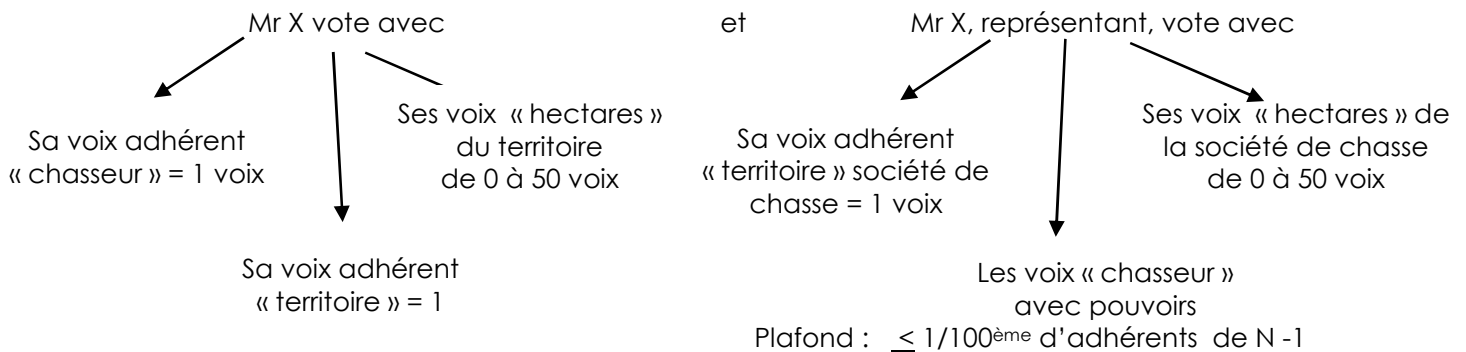 Mr X vote avec
et
Mr X, représentant, vote avec
Sa voix adhérent
« chasseur » = 1 voix
Ses voix « hectares »
du territoire
de 0 à 50 voix
Sa voix adhérent
« territoire » = 1
Sa voix adhérent
« territoire » société de
chasse = 1 voix
Ses voix « hectares » de
la société de chasse
de 0 à 50 voix
Les voix « chasseur »
avec pouvoirs
Plafond : ≤ 1/100ème d’adhérents de N -1